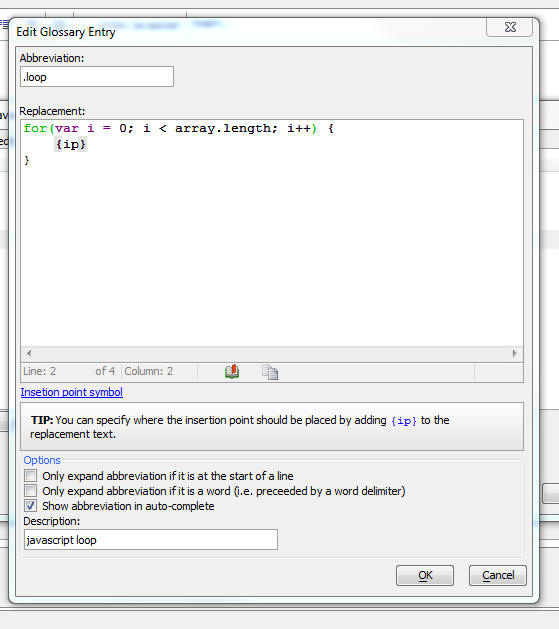 Edit Glossary Entry
Abbreviation:
.loop
Replacement:
for(var i = 0; i < array.length; i++) {
{ip}
}
Line: 2 of 4 Column: 2
Insetion point symbol
TIP: You can specify where the insertion point should be placed by adding {ip} to the
replacement text.
Options
Only expand abbreviation if it is at the start of a line
Only expand abbreviation if it is a word (i.e. preceeded by a word delimiter)
Show abbreviation in auto-complete
Description:
javascript loop
OK Cancel